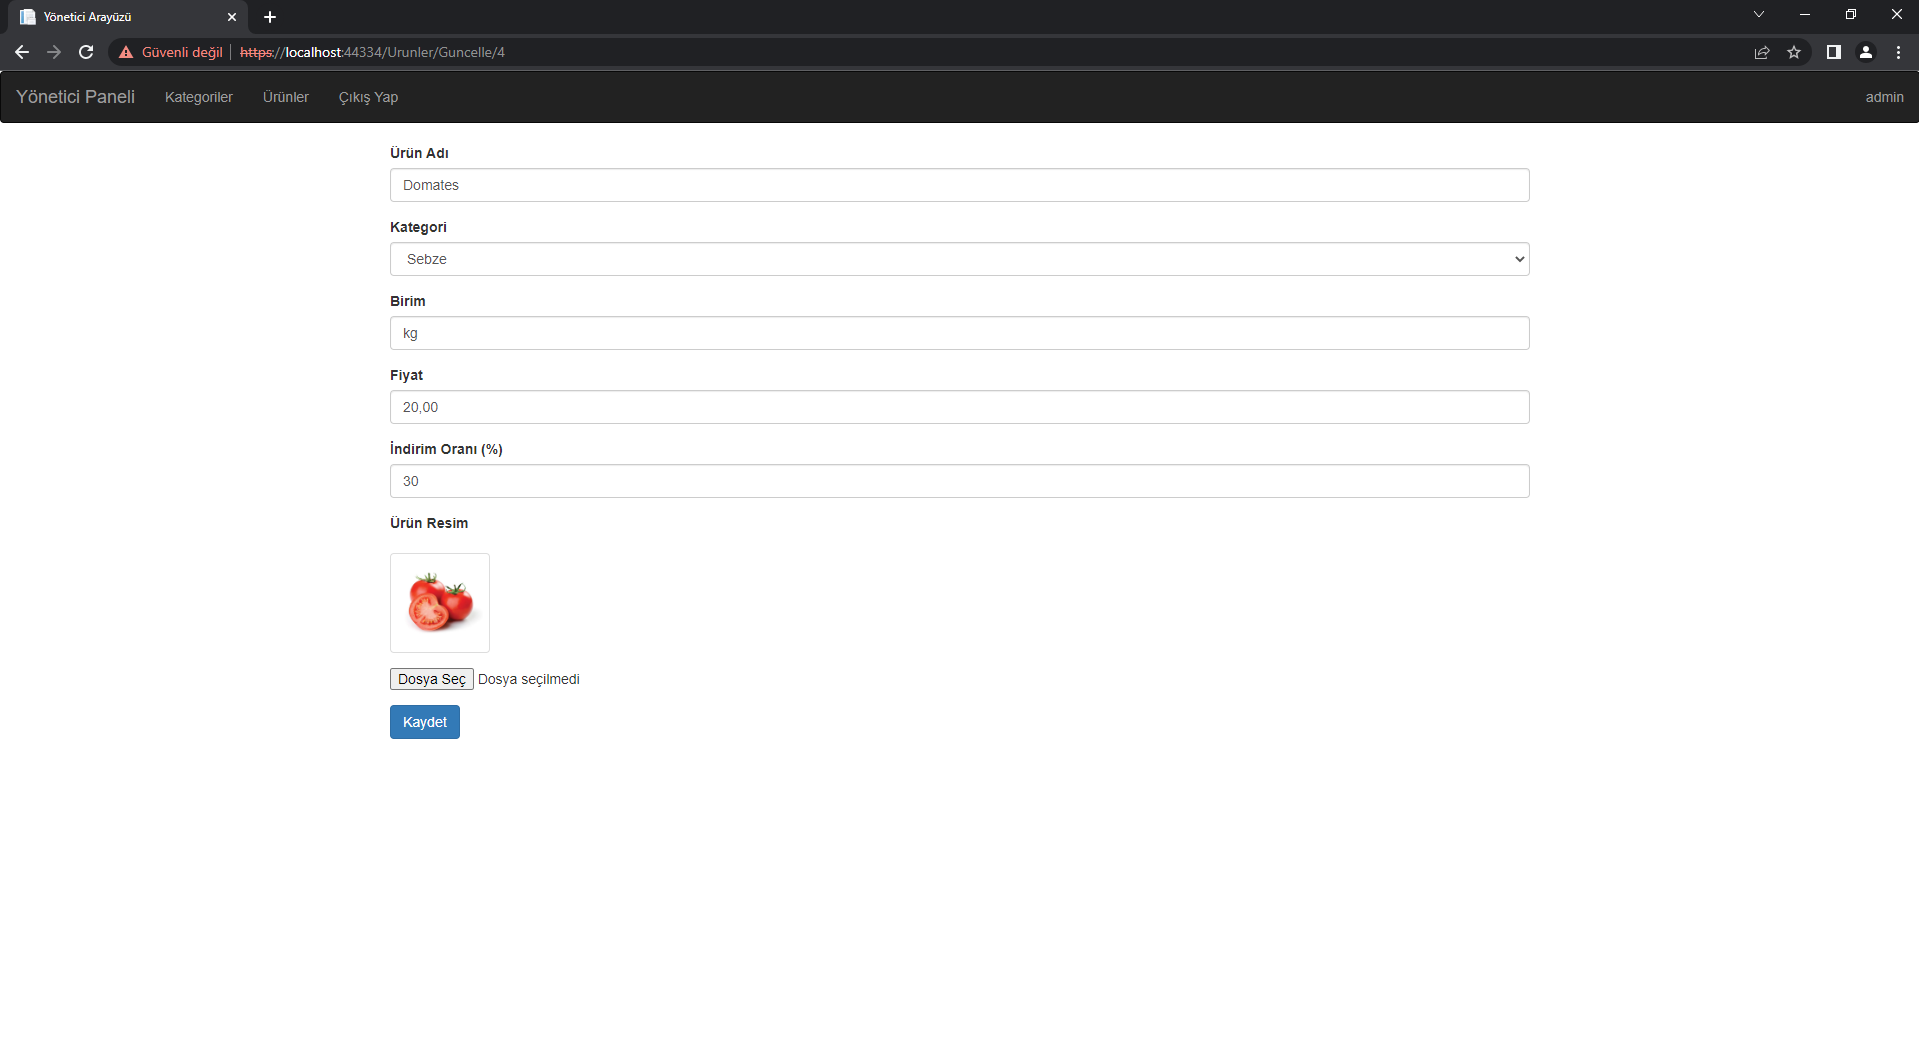 Yönetici Arayüzü
Güvenli değil https://localhost:44334/Urunler/Guncelle/4
Yönetici Paneli Kategoriler Ürünler Çıkış Yap admin
Ürün Adı
Domates
Kategori
Sebze
Birim
kg
Fiyat
20,00
İndirim Oranı (%)
30
Ürün Resim
Dosya Seç Dosya seçilmedi
Kaydet